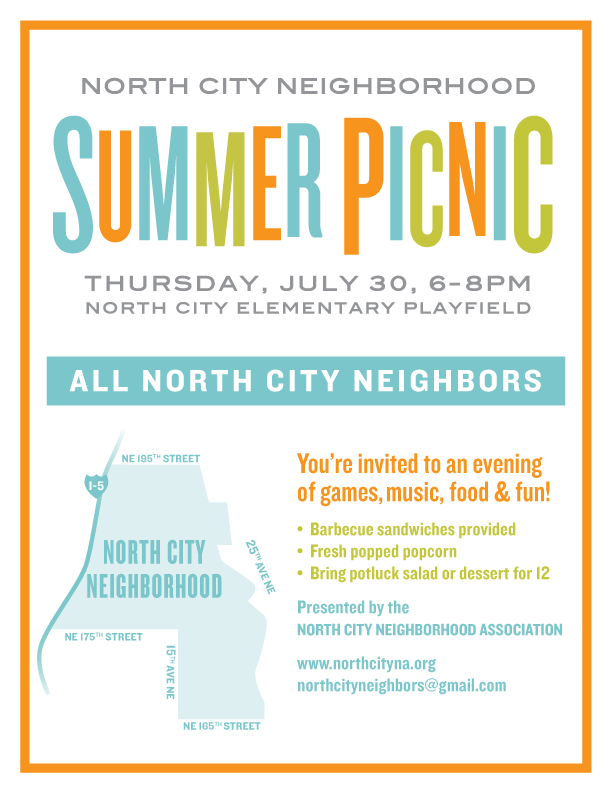 NORTH CITY NEIGHBORHOOD
SUMMER PICNIC
THURSDAY, JULY 30, 6–8PM
NORTH CITY ELEMENTARY PLAYFIELD
ALL NORTH CITY NEIGHBORS
NE 195TH STREET
I-5
NORTH CITY
NEIGHBORHOOD
25TH AVE NE
NE 175TH STREET
15TH AVE NE
NE 165TH STREET
You're invited to an evening
of games, music, food & fun!
• Barbecue sandwiches provided
• Fresh popped popcorn
• Bring potluck salad or dessert for 12
Presented by the
NORTH CITY NEIGHBORHOOD ASSOCIATION
www.northcityna.org
northcityneighbors@gmail.com